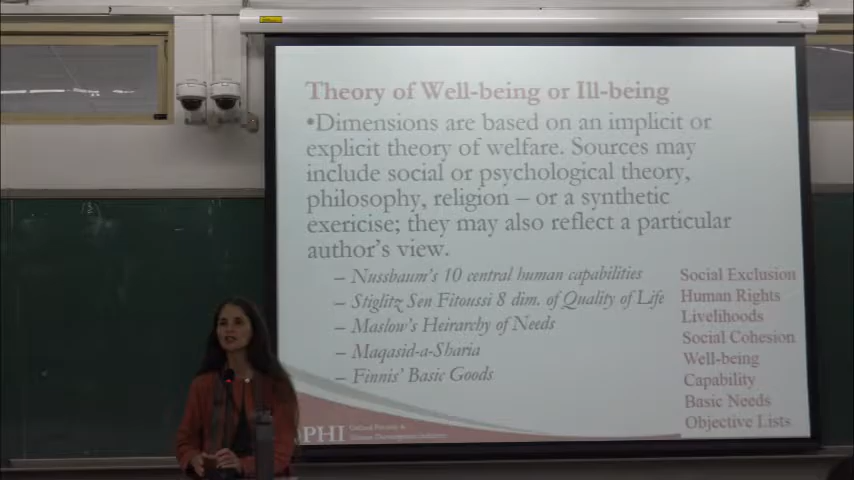 Theory of Well-being or Ill-being
•Dimensions are based on an implicit or
explicit theory of welfare. Sources may
include social or psychological theory,
philosophy, religion – or a synthetic
exericise; they may also reflect a particular
author's view.
– Nussbaum's 10 central human capabilities
– Stiglitz Sen Fitoussi 8 dim. of Quality of Life
– Maslow's Heirarchy of Needs
– Maqasid-a-Sharia
– Finnis' Basic Goods
Social Exclusion
Human Rights
Livelihoods
Social Cohesion
Well-being
Capability
Basic Needs
Objective Lists
PHI